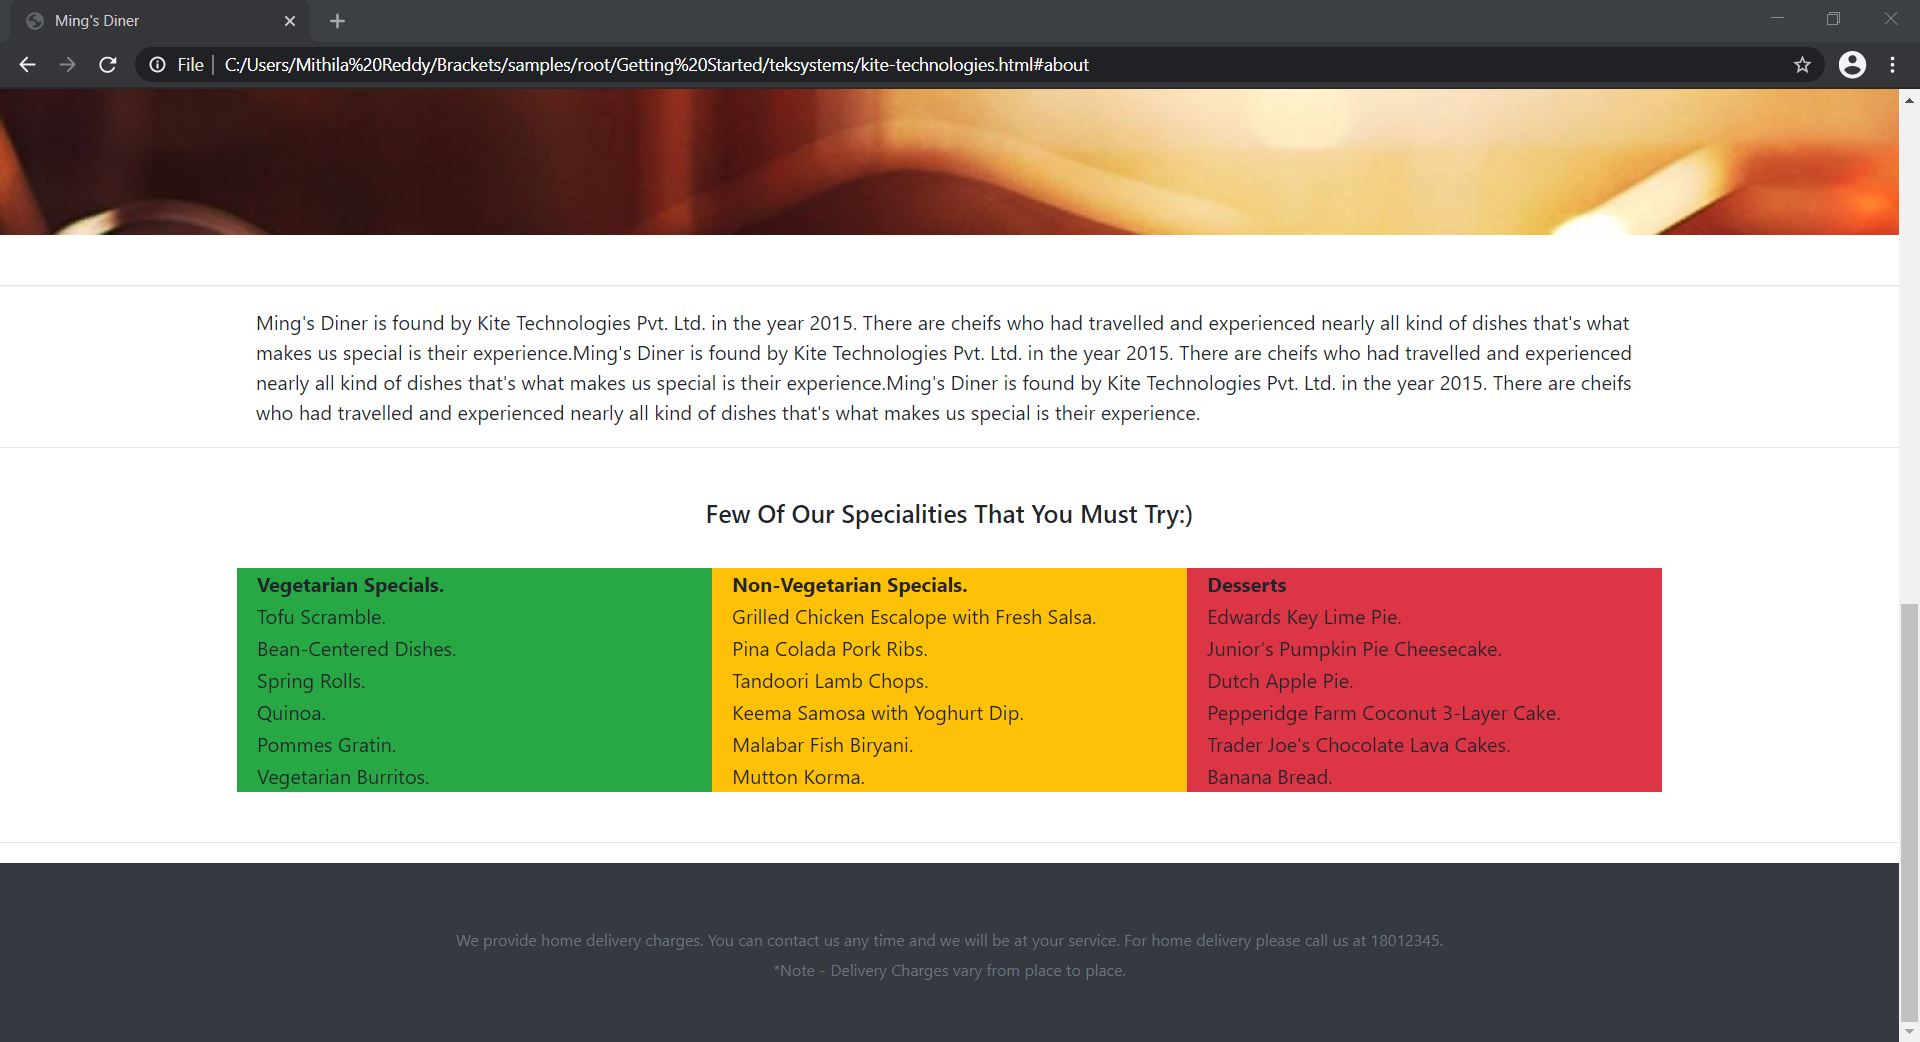 Ming's Diner
File
C:/Users/Mithila%20Reddy/Brackets/samples/root/Getting%20Started/teksystems/kite-technologies.html#about
Ming's Diner is found by Kite Technologies Pvt. Ltd. in the year 2015. There are cheifs who had travelled and experienced nearly all kind of dishes that's what
makes us special is their experience.Ming's Diner is found by Kite Technologies Pvt. Ltd. in the year 2015. There are cheifs who had travelled and experienced
nearly all kind of dishes that's what makes us special is their experience.Ming's Diner is found by Kite Technologies Pvt. Ltd. in the year 2015. There are cheifs
who had travelled and experienced nearly all kind of dishes that's what makes us special is their experience.
Few Of Our Specialities That You Must Try:)
Vegetarian Specials.
Tofu Scramble.
Bean-Centered Dishes.
Spring Rolls.
Quinoa.
Pommes Gratin.
Vegetarian Burritos.
Non-Vegetarian Specials.
Grilled Chicken Escalope with Fresh Salsa.
Pina Colada Pork Ribs.
Tandoori Lamb Chops.
Keema Samosa with Yoghurt Dip.
Malabar Fish Biryani.
Mutton Korma.
Desserts
Edwards Key Lime Pie.
Junior's Pumpkin Pie Cheesecake.
Dutch Apple Pie.
Pepperidge Farm Coconut 3-Layer Cake.
Trader Joe's Chocolate Lava Cakes.
Banana Bread.
We provide home delivery charges. You can contact us any time and we will be at your service. For home delivery please call us at 18012345.
*Note - Delivery Charges vary from place to place.